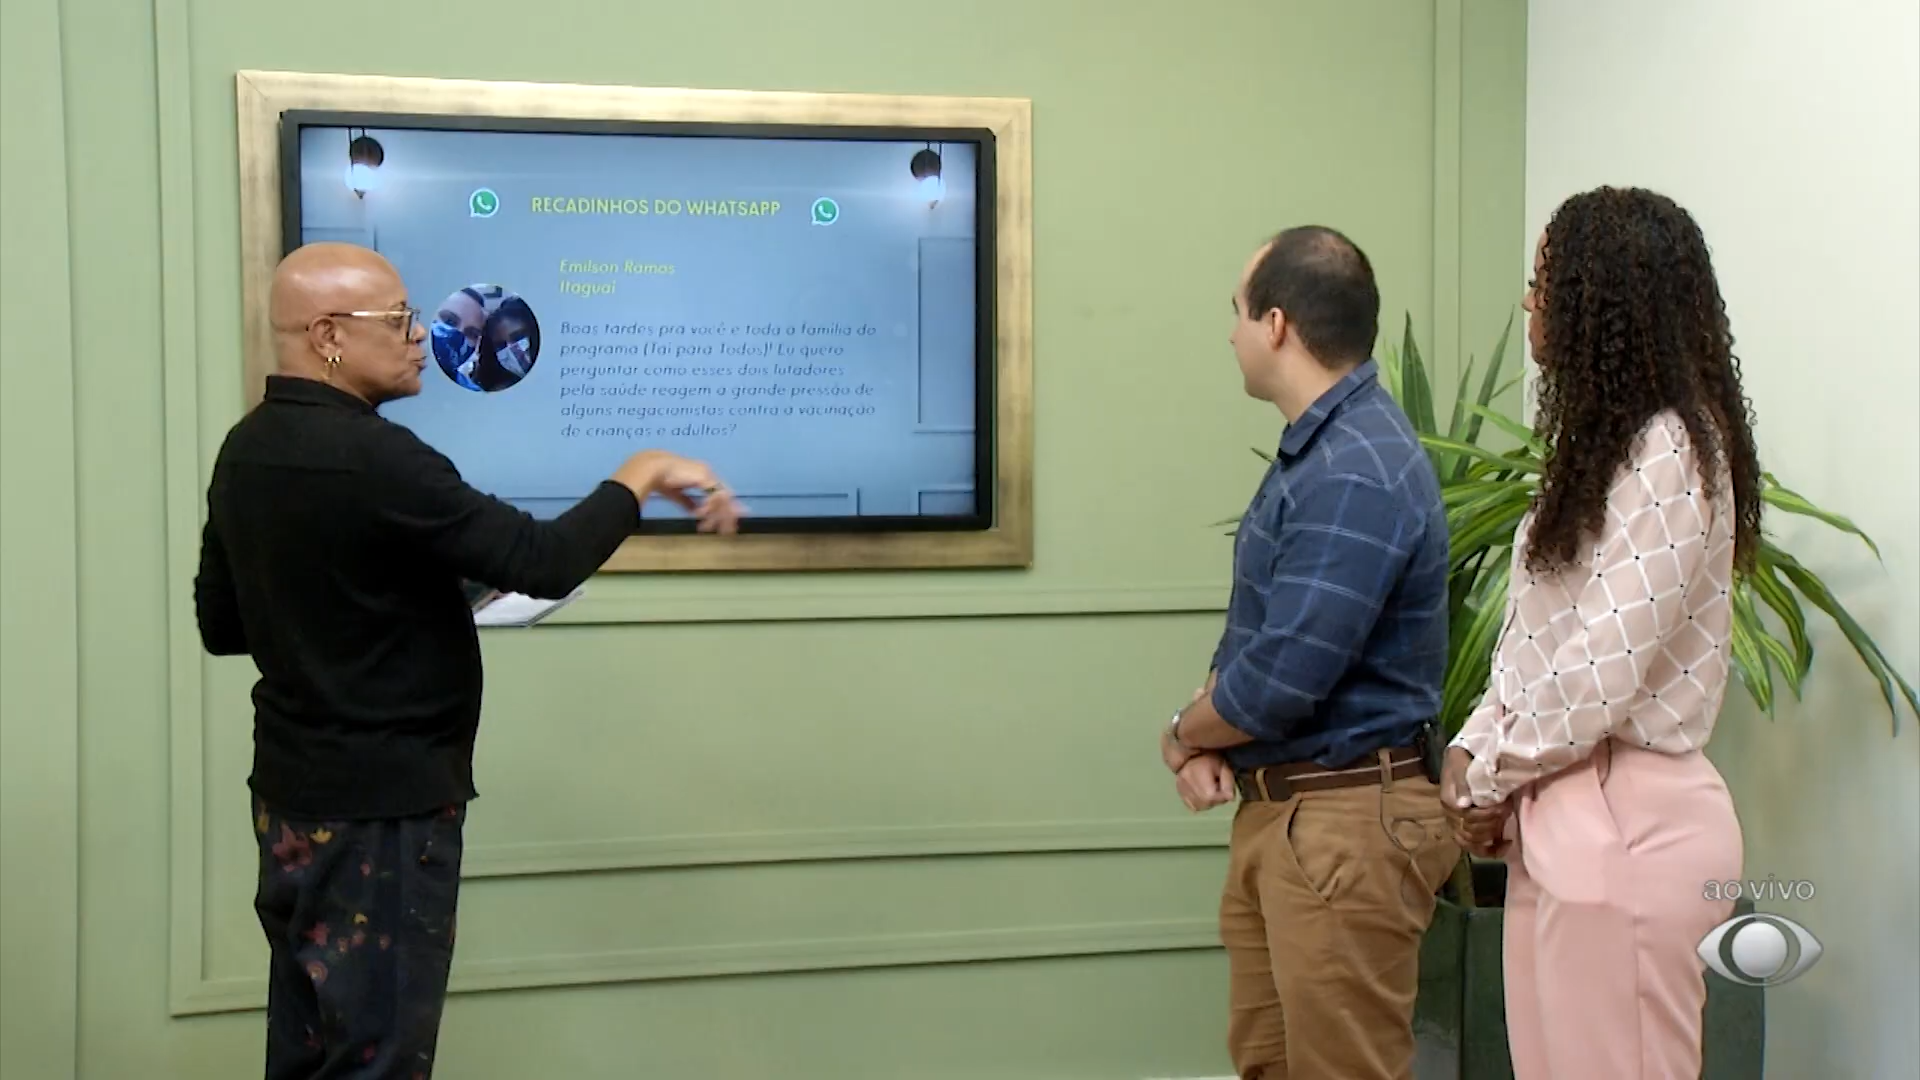 RECADINHOS DO WHATSAPP
Emilson Ramos
Itaguaí
Boas tardes pra você e toda a família do
programa (Tai para Todos)! Eu quero
perguntar como esses dois lutadores
pela saúde reagem a grande pressão de
alguns negacionistas contra a vacinação
de crianças e adultos?
ao vivo